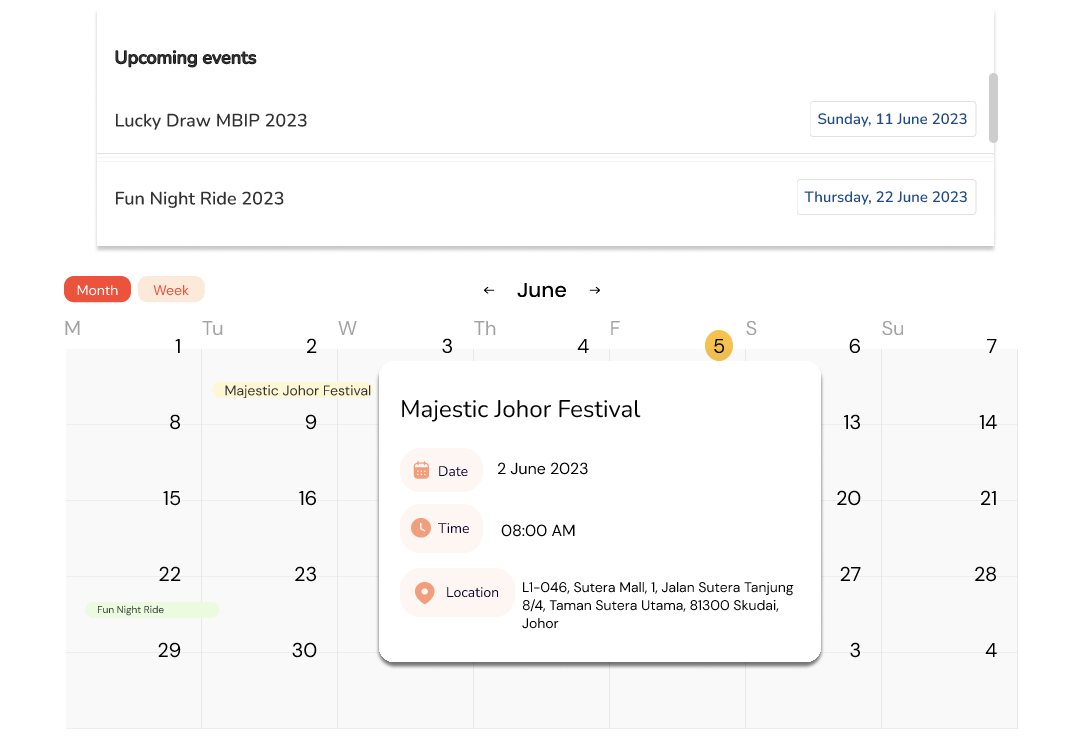 Upcoming events
Lucky Draw MBIP 2023
Sunday, 11 June 2023
Fun Night Ride 2023
Thursday, 22 June 2023
Month Week ← June →
M Tu W Th F S Su
1 2 3 4 5 6 7
Majestic Johor Festival
8 9 13 14
15 16 20 21
22 23 27 28
Fun Night Ride
29 30 3 4
Majestic Johor Festival
Date 2 June 2023
Time 08:00 AM
Location L1-046, Sutera Mall, 1, Jalan Sutera Tanjung
8/4, Taman Sutera Utama, 81300 Skudai,
Johor